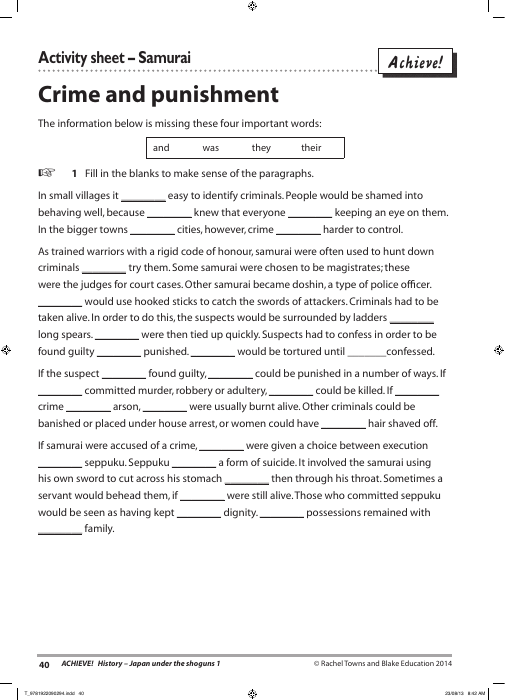 Activity sheet – Samurai
Achieve!
Crime and punishment
The information below is missing these four important words:
and was they their
1 Fill in the blanks to make sense of the paragraphs.
In small villages it ________ easy to identify criminals. People would be shamed into
behaving well, because ________ knew that everyone ________ keeping an eye on them.
In the bigger towns ________ cities, however, crime ________ harder to control.
As trained warriors with a rigid code of honour, samurai were often used to hunt down
criminals ________ try them. Some samurai were chosen to be magistrates; these
were the judges for court cases. Other samurai became doshin, a type of police officer.
________ would use hooked sticks to catch the swords of attackers. Criminals had to be
taken alive. In order to do this, the suspects would be surrounded by ladders ________
long spears. ________ were then tied up quickly. Suspects had to confess in order to be
found guilty ________ punished. ________ would be tortured until _______confessed.
If the suspect ________ found guilty, ________ could be punished in a number of ways. If
________ committed murder, robbery or adultery, ________ could be killed. If ________
crime ________ arson, ________ were usually burnt alive. Other criminals could be
banished or placed under house arrest, or women could have ________ hair shaved off.
If samurai were accused of a crime, ________ were given a choice between execution
________ seppuku. Seppuku ________ a form of suicide. It involved the samurai using
his own sword to cut across his stomach ________ then through his throat. Sometimes a
servant would behead them, if ________ were still alive. Those who committed seppuku
would be seen as having kept ________ dignity. ________ possessions remained with
________ family.
40 ACHIEVE! History – Japan under the shoguns 1 © Rachel Towns and Blake Education 2014
T_9781922090294.indd 40 23/08/13 8:42 AM